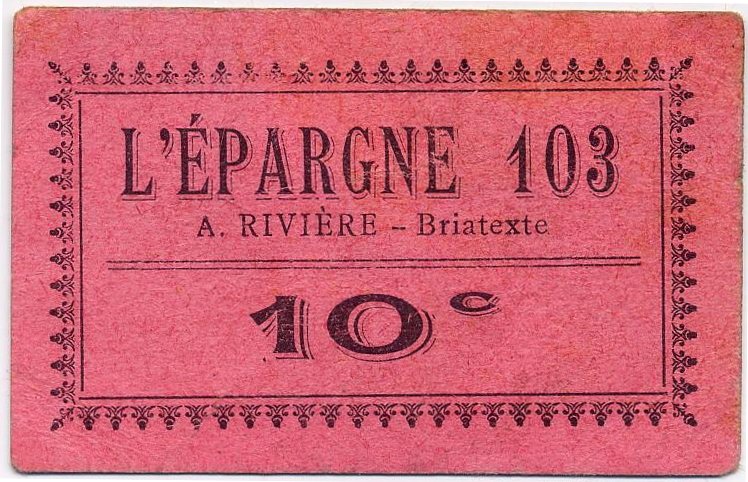 L'ÉPARGNE 103
A. RIVIÈRE – Briatexte
10c